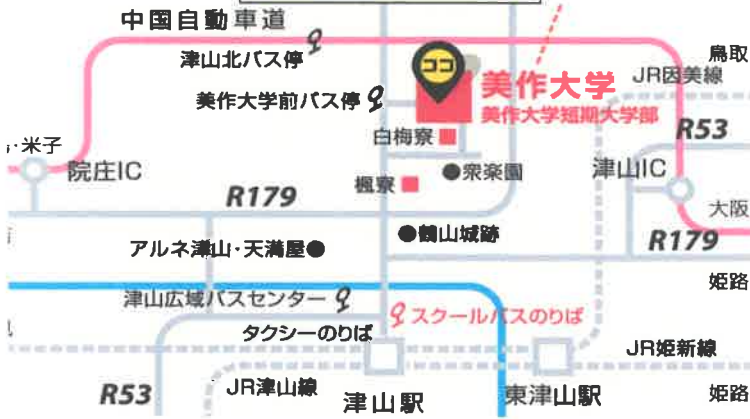 中国自動車道
津山北バス停
ココ
鳥取
JR因美線
美作大学
美作大学短期大学部
美作大学前バス停
R53
白梅寮
・米子
院庄IC
衆楽園
津山IC
楓寮
R179
大阪
●鶴山城跡
R179
アルネ津山・天満屋●
姫路
津山広域バスセンター
スクールバスのりば
タクシーのりば
JR姫新線
R53
JR津山線
津山駅
東津山駅
姫路